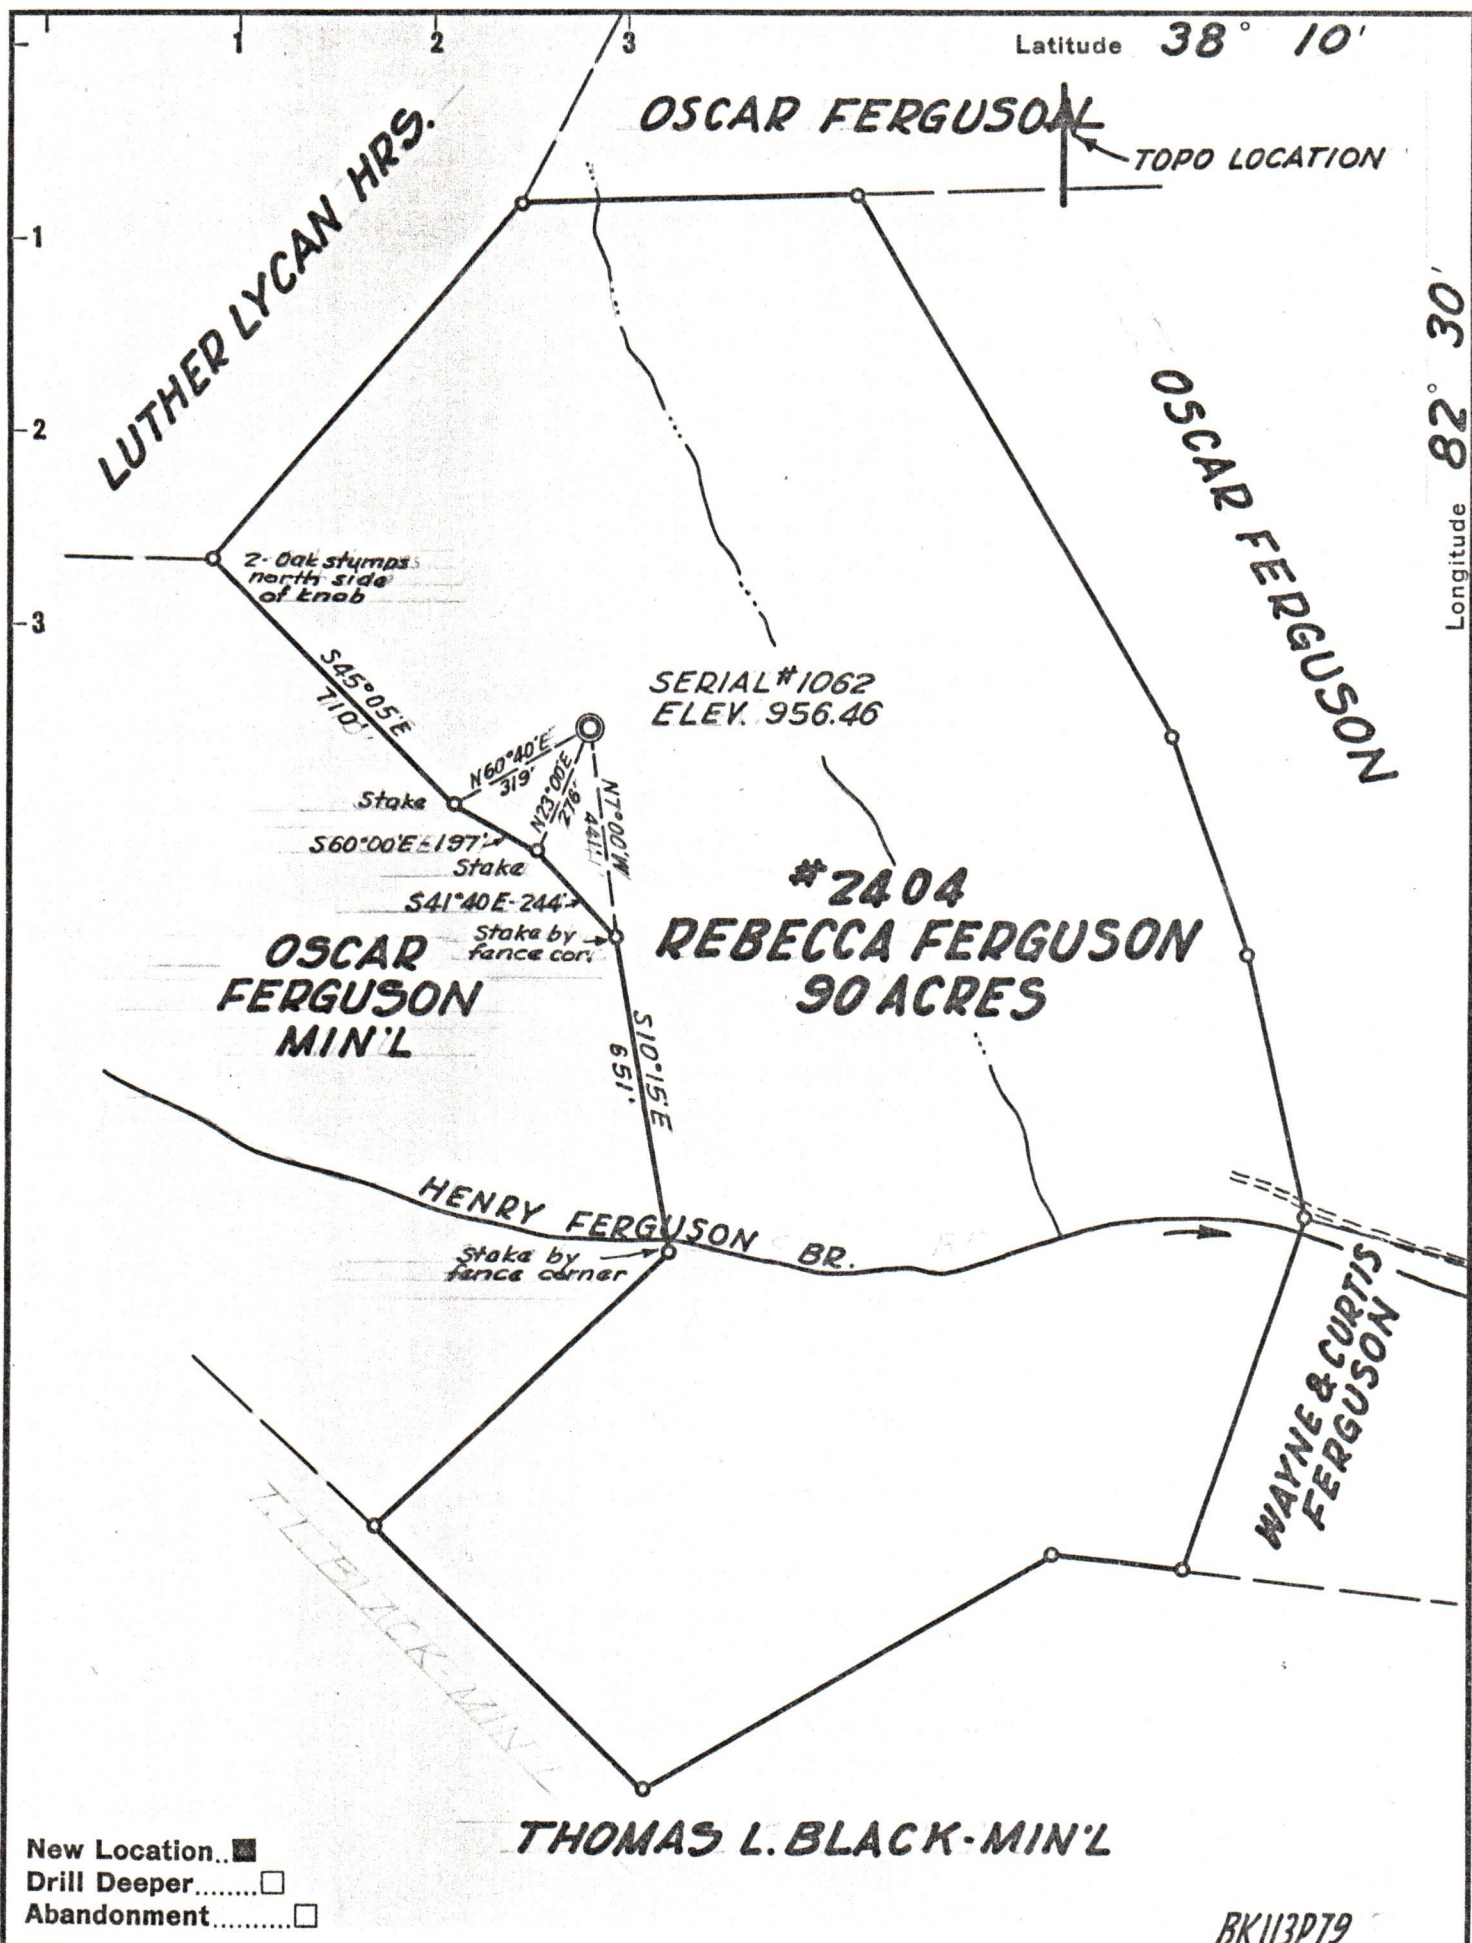 1 2 3
Latitude 38° 10'
OSCAR FERGUSON
TOPO LOCATION
LUTHER LYCAN HRS.
1
2
3
Longitude 82° 30'
OSCAR FERGUSON
2-Oak stumps
north side
of knob
S45°05'E
710'
SERIAL #1062
ELEV. 956.46
N60°40'E
319'
N23°00'E
276'
N7°00'W
441'
Stake
S60°00'E-197'
Stake
S41°40E-244'
Stake by
fence cor.
#2404
REBECCA FERGUSON
90 ACRES
OSCAR
FERGUSON
MIN'L
S10°15'E
651'
HENRY FERGUSON BR.
Stake by
fence corner
WAYNE & CURTIS
FERGUSON
T.L. BLACK-MIN'L
THOMAS L. BLACK-MIN'L
New Location..
Drill Deeper........
Abandonment..........
BK113P79